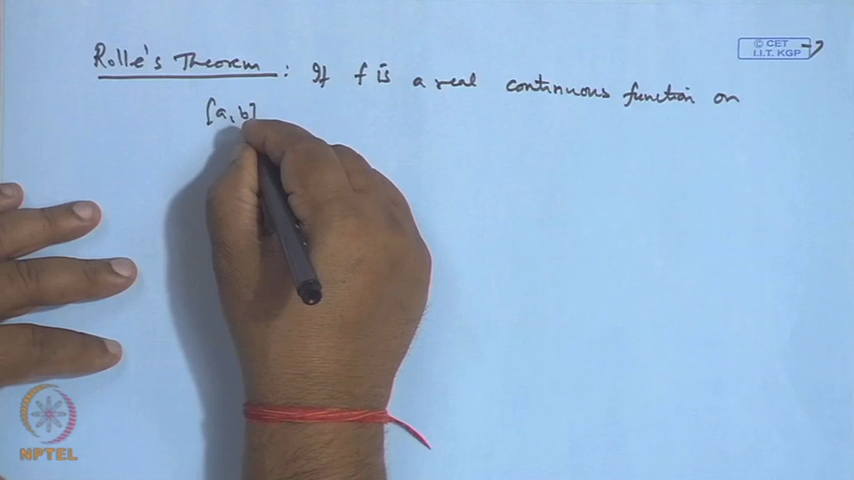 Rolle's Theorem : If f is a real continuous function on
[a, b]
© CET
I.I.T. KGP
NPTEL